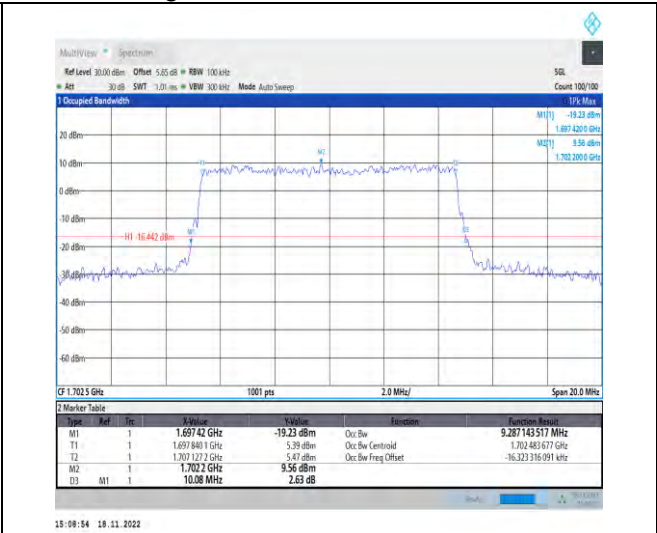 MultiView Spectrum
Ref Level 30.00 dBm Offset 5.85 dB RBW 100 kHz SGL
Att 30 dB SWT 1.01 ms VBW 300 kHz Mode Auto Sweep Count 100/100
1 Occupied Bandwidth 1Pk Max
M1[1] -19.23 dBm
1.697 4200 GHz
M2[1] 9.56 dBm
1.702 200 0 GHz
20 dBm
M2
T1
10 dBm
0 dBm
-10 dBm
H1 -16.442 dBm
M1
D3
-20 dBm
-30 dBm
-40 dBm
-50 dBm
-60 dBm
CF 1.702 5 GHz 1001 pts 2.0 MHz/ Span 20.0 MHz
2 Marker Table
Type Ref Trc X-Value Y-Value Function Function Result
M1 1 1.697 42 GHz -19.23 dBm Occ Bw 9.287 143 517 MHz
T1 1 1.697 840 1 GHz 5.39 dBm Occ Bw Centroid 1.702 483 677 GHz
T2 1 1.707 127 2 GHz 5.47 dBm Occ Bw Freq Offset -16.323 316 091 kHz
M2 1 1.702 2 GHz 9.56 dBm
D3 M1 1 10.08 MHz 2.63 dB
15:08:54 18.11.2022